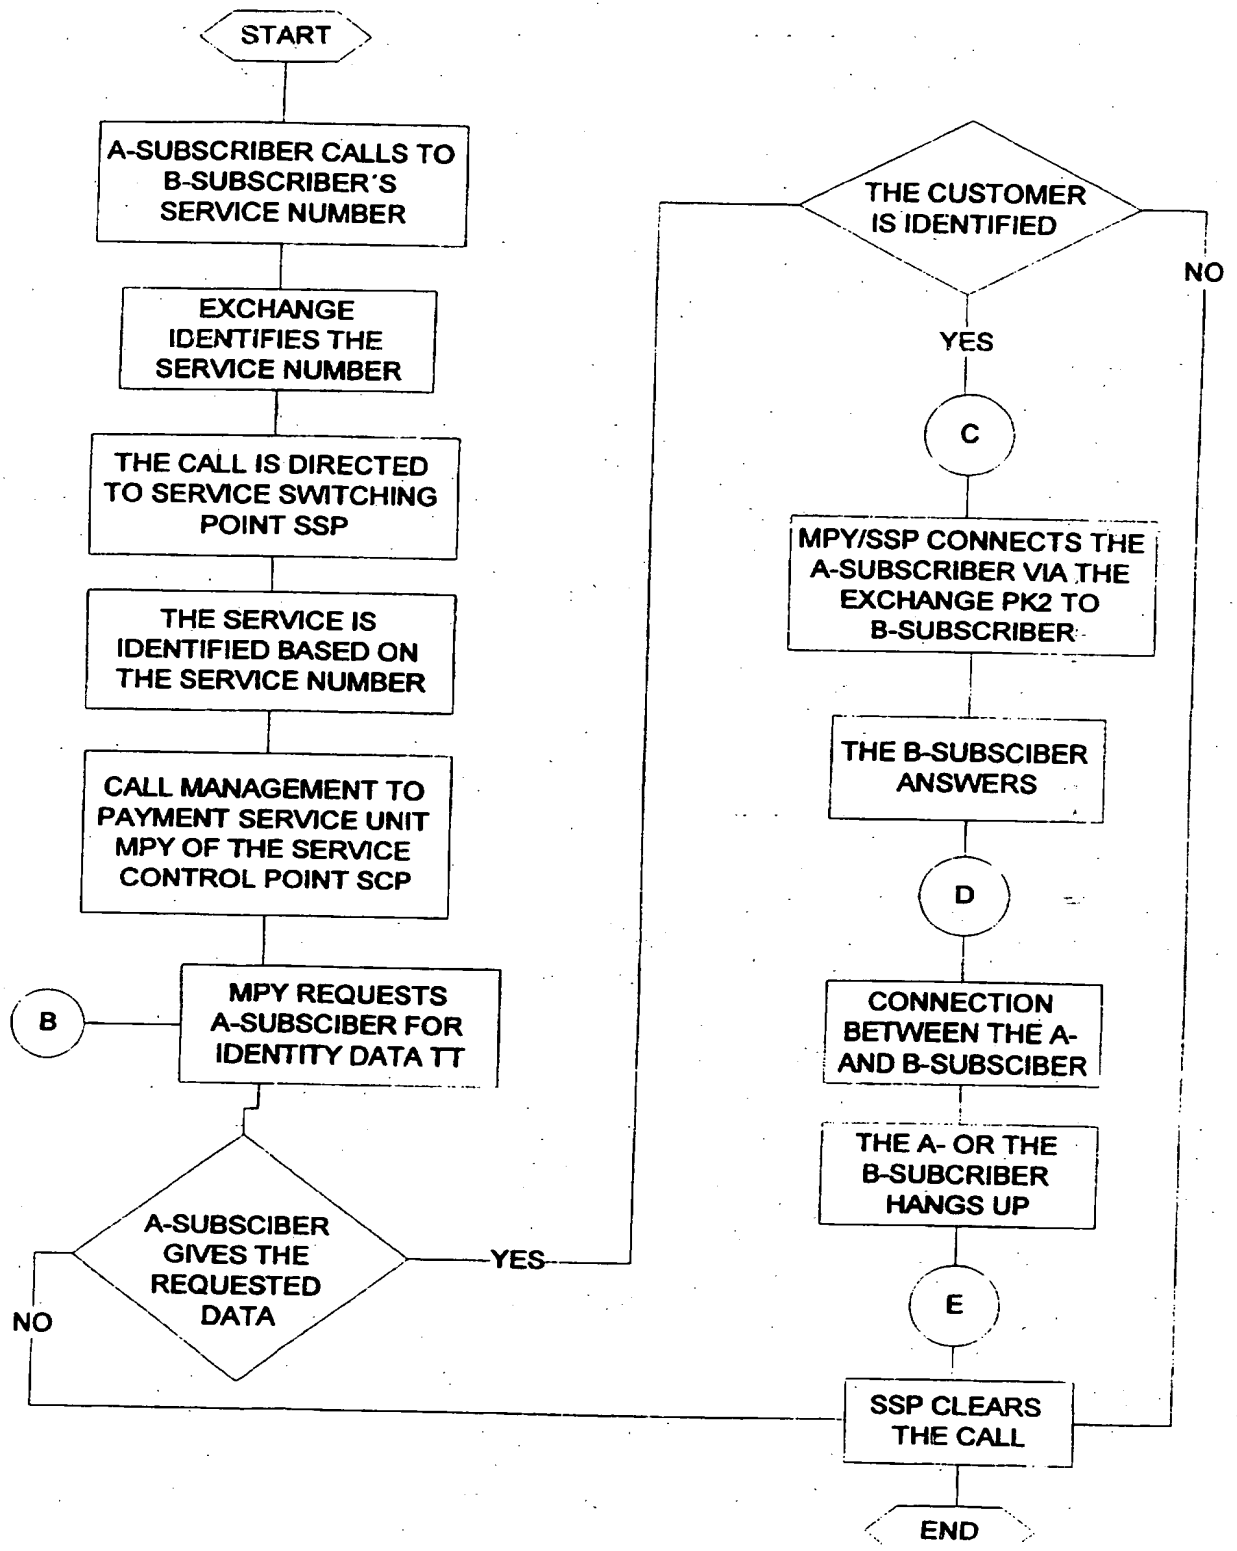 START
A-SUBSCRIBER CALLS TO
B-SUBSCRIBER'S
SERVICE NUMBER
EXCHANGE
IDENTIFIES THE
SERVICE NUMBER
THE CALL IS DIRECTED
TO SERVICE SWITCHING
POINT SSP
THE SERVICE IS
IDENTIFIED BASED ON
THE SERVICE NUMBER
CALL MANAGEMENT TO
PAYMENT SERVICE UNIT
MPY OF THE SERVICE
CONTROL POINT SCP
B
MPY REQUESTS
A-SUBSCIBER FOR
IDENTITY DATA TT
A-SUBSCIBER
GIVES THE
REQUESTED
DATA
YES
NO
THE CUSTOMER
IS IDENTIFIED
NO
YES
C
MPY/SSP CONNECTS THE
A-SUBSCRIBER VIA THE
EXCHANGE PK2 TO
B-SUBSCRIBER
THE B-SUBSCIBER
ANSWERS
D
CONNECTION
BETWEEN THE A-
AND B-SUBSCIBER
THE A- OR THE
B-SUBCRIBER
HANGS UP
E
SSP CLEARS
THE CALL
END